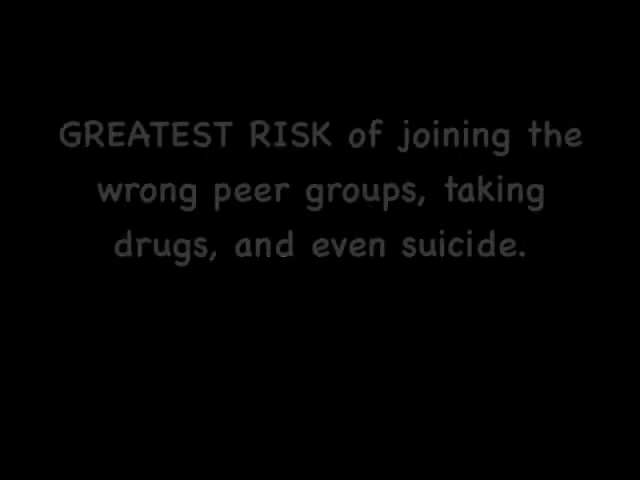 GREATEST RISK of joining the
wrong peer groups, taking
drugs, and even suicide.